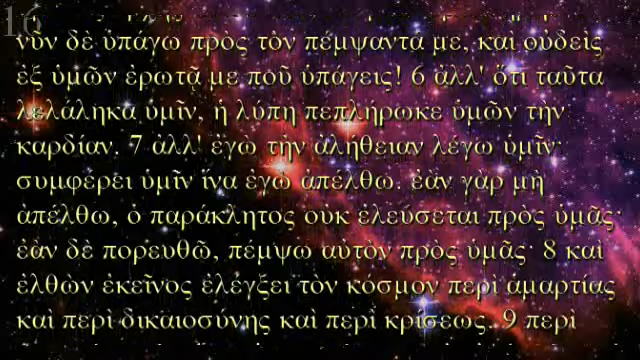 16
νῦν δὲ ὑπάγω πρὸς τὸν πέμψαντά με, καὶ οὐδεὶς
ἐξ ὑμῶν ἐρωτᾷ με ποῦ ὑπάγεις! 6 ἀλλ' ὅτι ταῦτα
λελάληκα ὑμῖν, ἡ λύπη πεπλήρωκε ὑμῶν τὴν
καρδίαν. 7 ἀλλ' ἐγὼ τὴν ἀλήθειαν λέγω ὑμῖν·
συμφέρει ὑμῖν ἵνα ἐγὼ ἀπέλθω. ἐὰν γὰρ μὴ
ἀπέλθω, ὁ παράκλητος οὐκ ἐλεύσεται πρὸς ὑμᾶς·
ἐὰν δὲ πορευθῶ, πέμψω αὐτὸν πρὸς ὑμᾶς· 8 καὶ
ἐλθὼν ἐκεῖνος ἐλέγξει τὸν κόσμον περὶ ἁμαρτίας
καὶ περὶ δικαιοσύνης καὶ περὶ κρίσεως. 9 περὶ